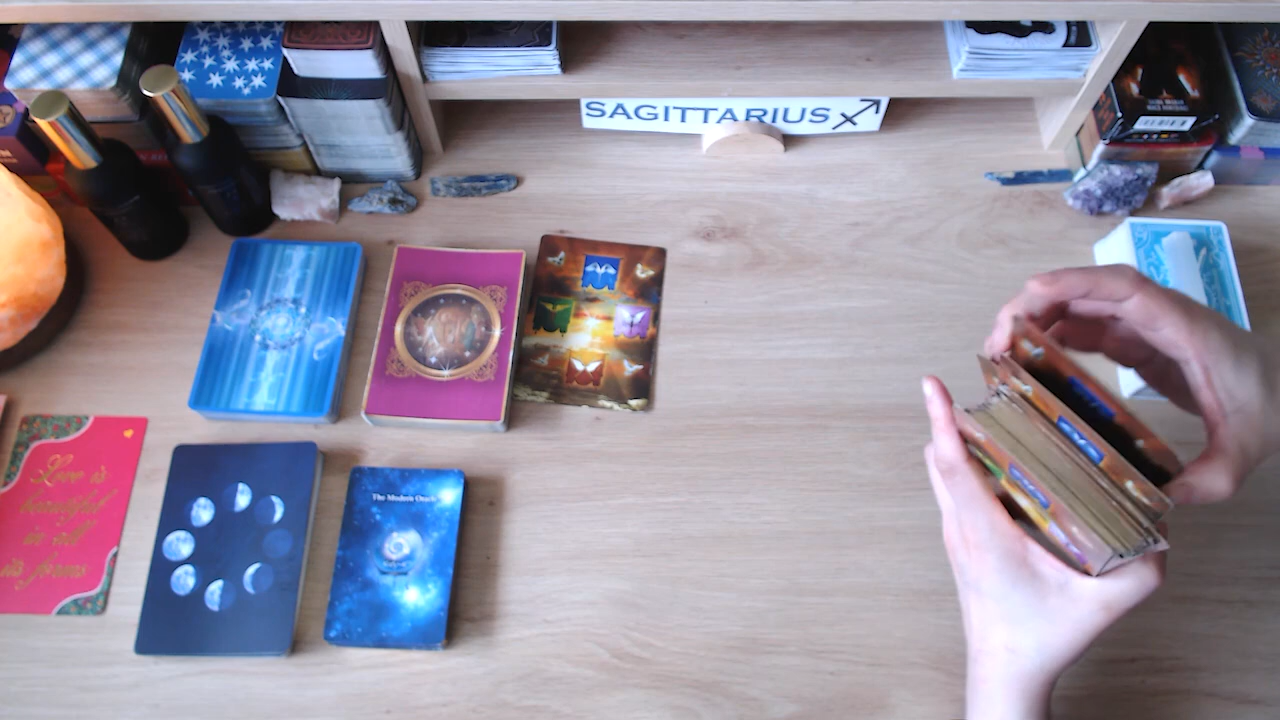 SAGITTARIUS
Love is
beautiful
in all
its forms
The Modern Oracle